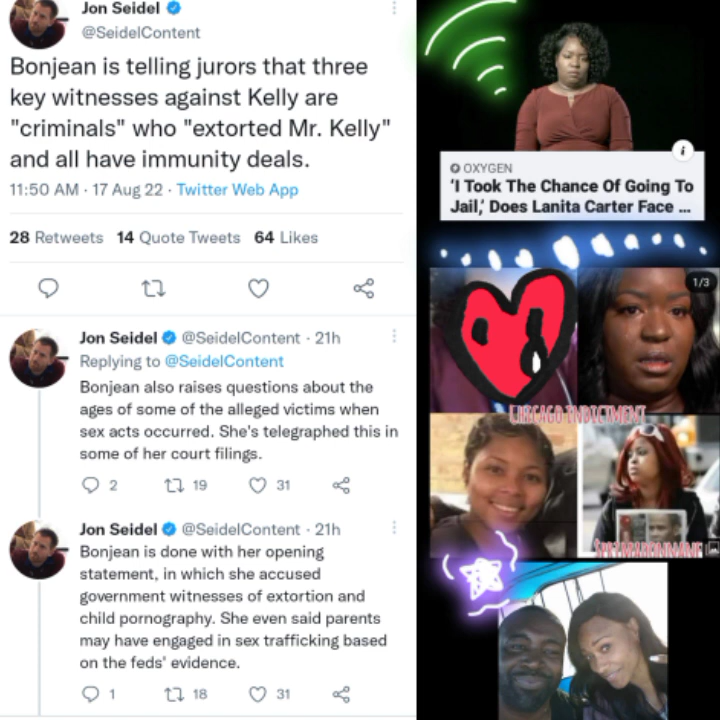 Jon Seidel
@SeidelContent
Bonjean is telling jurors that three
key witnesses against Kelly are
"criminals" who "extorted Mr. Kelly"
and all have immunity deals.
11:50 AM · 17 Aug 22 · Twitter Web App
28 Retweets 14 Quote Tweets 64 Likes
Jon Seidel @SeidelContent · 21h
Replying to @SeidelContent
Bonjean also raises questions about the
ages of some of the alleged victims when
sex acts occurred. She's telegraphed this in
some of her court filings.
2 19 31
Jon Seidel @SeidelContent · 21h
Bonjean is done with her opening
statement, in which she accused
government witnesses of extortion and
child pornography. She even said parents
may have engaged in sex trafficking based
on the feds' evidence.
1 18 31
i
OXYGEN
'I Took The Chance Of Going To
Jail,' Does Lanita Carter Face ...
1/3
CHICAGO INDICTMENT